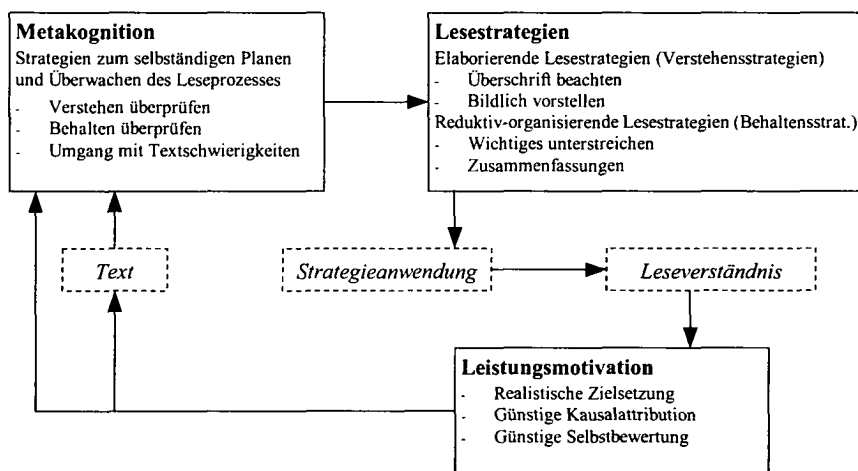 Metakognition
Strategien zum selbständigen Planen
und Überwachen des Leseprozesses
- Verstehen überprüfen
- Behalten überprüfen
- Umgang mit Textschwierigkeiten
Lesestrategien
Elaborierende Lesestrategien (Verstehensstrategien)
- Überschrift beachten
- Bildlich vorstellen
Reduktiv-organisierende Lesestrategien (Behaltensstrat.)
- Wichtiges unterstreichen
- Zusammenfassungen
Text
Strategieanwendung
Leseverständnis
Leistungsmotivation
- Realistische Zielsetzung
- Günstige Kausalattribution
- Günstige Selbstbewertung